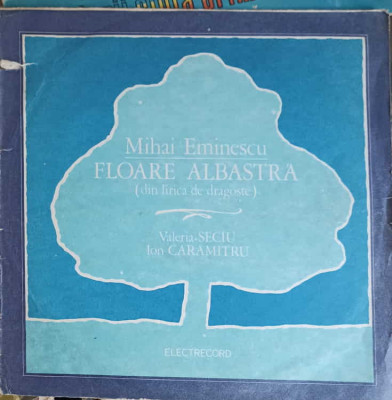 Mihai Eminescu
FLOARE ALBASTRA
(din lirica de dragoste)
Valeria SECIU
Ion CARAMITRU
ELECTRECORD